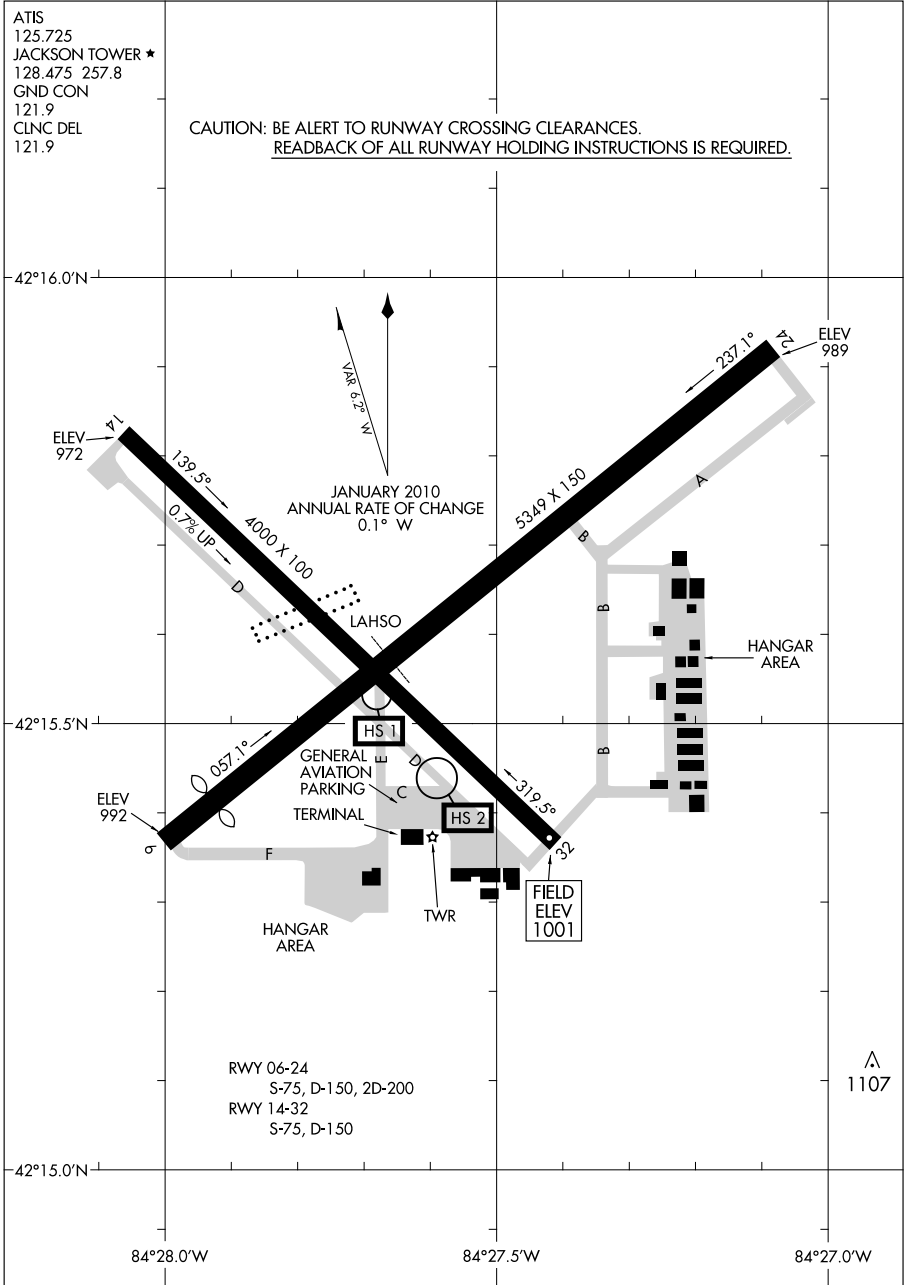 ATIS
125.725
JACKSON TOWER ★
128.475 257.8
GND CON
121.9
CLNC DEL
121.9
CAUTION: BE ALERT TO RUNWAY CROSSING CLEARANCES.
READBACK OF ALL RUNWAY HOLDING INSTRUCTIONS IS REQUIRED.
42°16.0'N
VAR 6.2° W
JANUARY 2010
ANNUAL RATE OF CHANGE
0.1° W
24
ELEV
989
237.1°
14
ELEV
972
139.5°
0.7% UP
4000 X 100
5349 X 150
A
B
D
B
LAHSO
HANGAR
AREA
42°15.5'N
HS 1
057.1°
GENERAL
AVIATION
PARKING
E
D
B
C
319.5°
ELEV
992
TERMINAL
HS 2
6
F
32
TWR
FIELD
ELEV
1001
HANGAR
AREA
RWY 06-24
S-75, D-150, 2D-200
RWY 14-32
S-75, D-150
1107
42°15.0'N
84°28.0'W
84°27.5'W
84°27.0'W